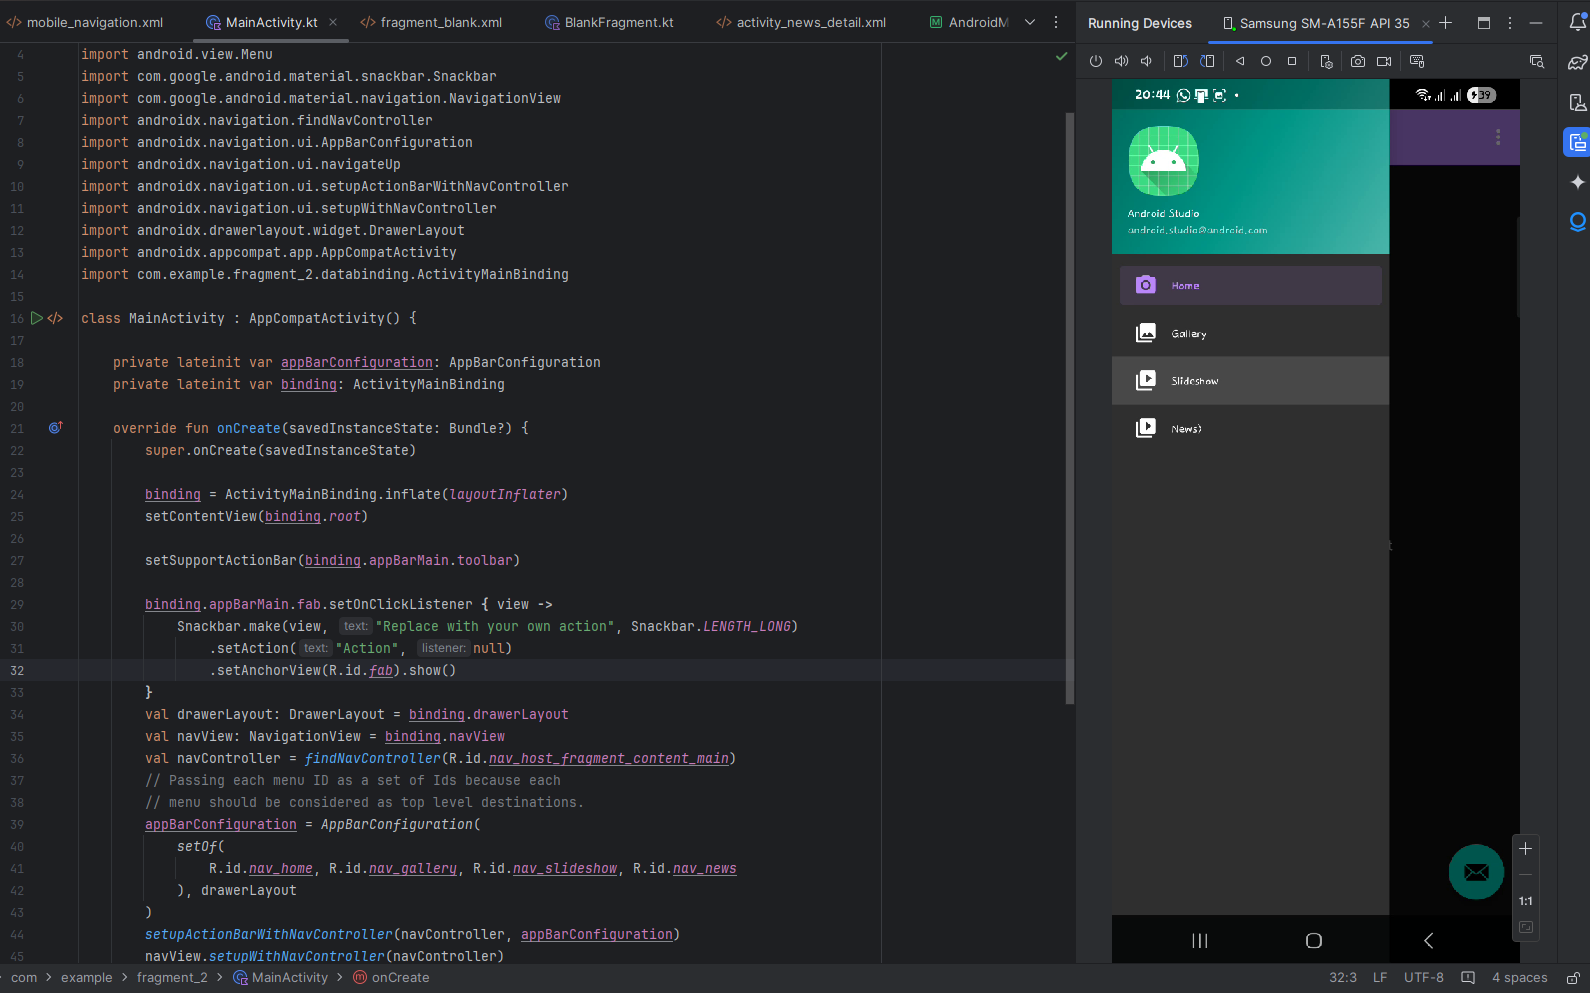 mobile_navigation.xml MainActivity.kt fragment_blank.xml BlankFragment.kt activity_news_detail.xml AndroidM
Running Devices Samsung SM-A155F API 35
4 import android.view.Menu
5 import com.google.android.material.snackbar.Snackbar
6 import com.google.android.material.navigation.NavigationView
7 import androidx.navigation.findNavController
8 import androidx.navigation.ui.AppBarConfiguration
9 import androidx.navigation.ui.navigateUp
10 import androidx.navigation.ui.setupActionBarWithNavController
11 import androidx.navigation.ui.setupWithNavController
12 import androidx.drawerlayout.widget.DrawerLayout
13 import androidx.appcompat.app.AppCompatActivity
14 import com.example.fragment_2.databinding.ActivityMainBinding
15
16 class MainActivity : AppCompatActivity() {
17
18 private lateinit var appBarConfiguration: AppBarConfiguration
19 private lateinit var binding: ActivityMainBinding
20
21 override fun onCreate(savedInstanceState: Bundle?) {
22 super.onCreate(savedInstanceState)
23
24 binding = ActivityMainBinding.inflate(layoutInflater)
25 setContentView(binding.root)
26
27 setSupportActionBar(binding.appBarMain.toolbar)
28
29 binding.appBarMain.fab.setOnClickListener { view ->
30 Snackbar.make(view, text: "Replace with your own action", Snackbar.LENGTH_LONG)
31 .setAction( text: "Action", listener: null)
32 .setAnchorView(R.id.fab).show()
33 }
34 val drawerLayout: DrawerLayout = binding.drawerLayout
35 val navView: NavigationView = binding.navView
36 val navController = findNavController(R.id.nav_host_fragment_content_main)
37 // Passing each menu ID as a set of Ids because each
38 // menu should be considered as top level destinations.
39 appBarConfiguration = AppBarConfiguration(
40 setOf(
41 R.id.nav_home, R.id.nav_gallery, R.id.nav_slideshow, R.id.nav_news
42 ), drawerLayout
43 )
44 setupActionBarWithNavController(navController, appBarConfiguration)
45 navView.setupWithNavController(navController)
20:44 39
Android Studio
android.studio@android.com
Home
Gallery
Slideshow
News)
t
1:1
com > example > fragment_2 > MainActivity > onCreate
32:3 LF UTF-8 4 spaces